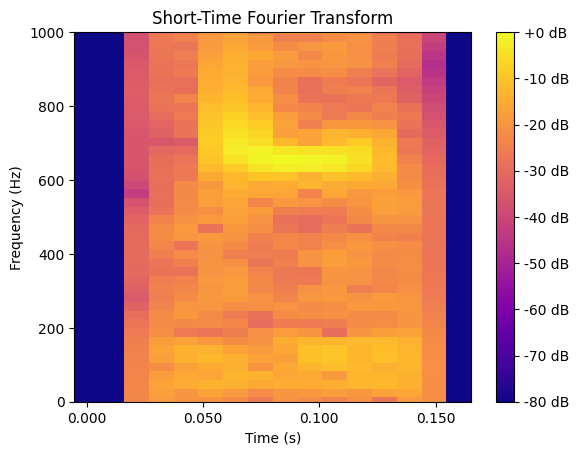 Short-Time Fourier Transform
Frequency (Hz)
1000
800
600
400
200
0
0.000
0.050
0.100
0.150
Time (s)
+0 dB
-10 dB
-20 dB
-30 dB
-40 dB
-50 dB
-60 dB
-70 dB
-80 dB